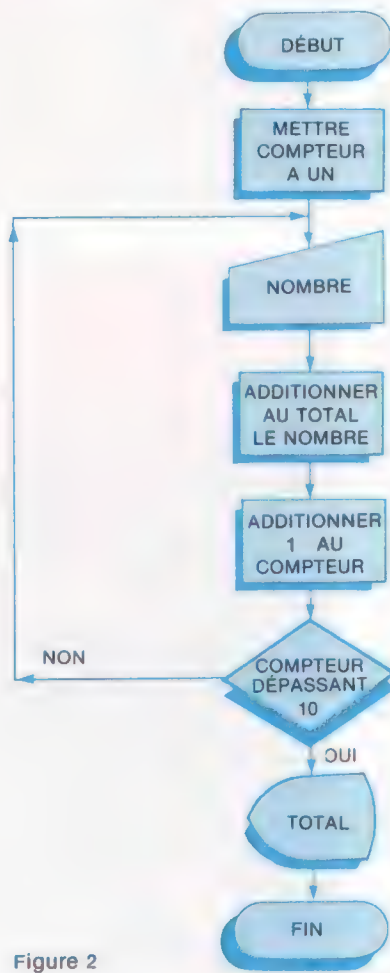 DÉBUT
METTRE
COMPTEUR
A UN
NOMBRE
ADDITIONNER
AU TOTAL
LE NOMBRE
ADDITIONNER
1 AU
COMPTEUR
NON
COMPTEUR
DÉPASSANT
10
OUI
TOTAL
FIN
Figure 2